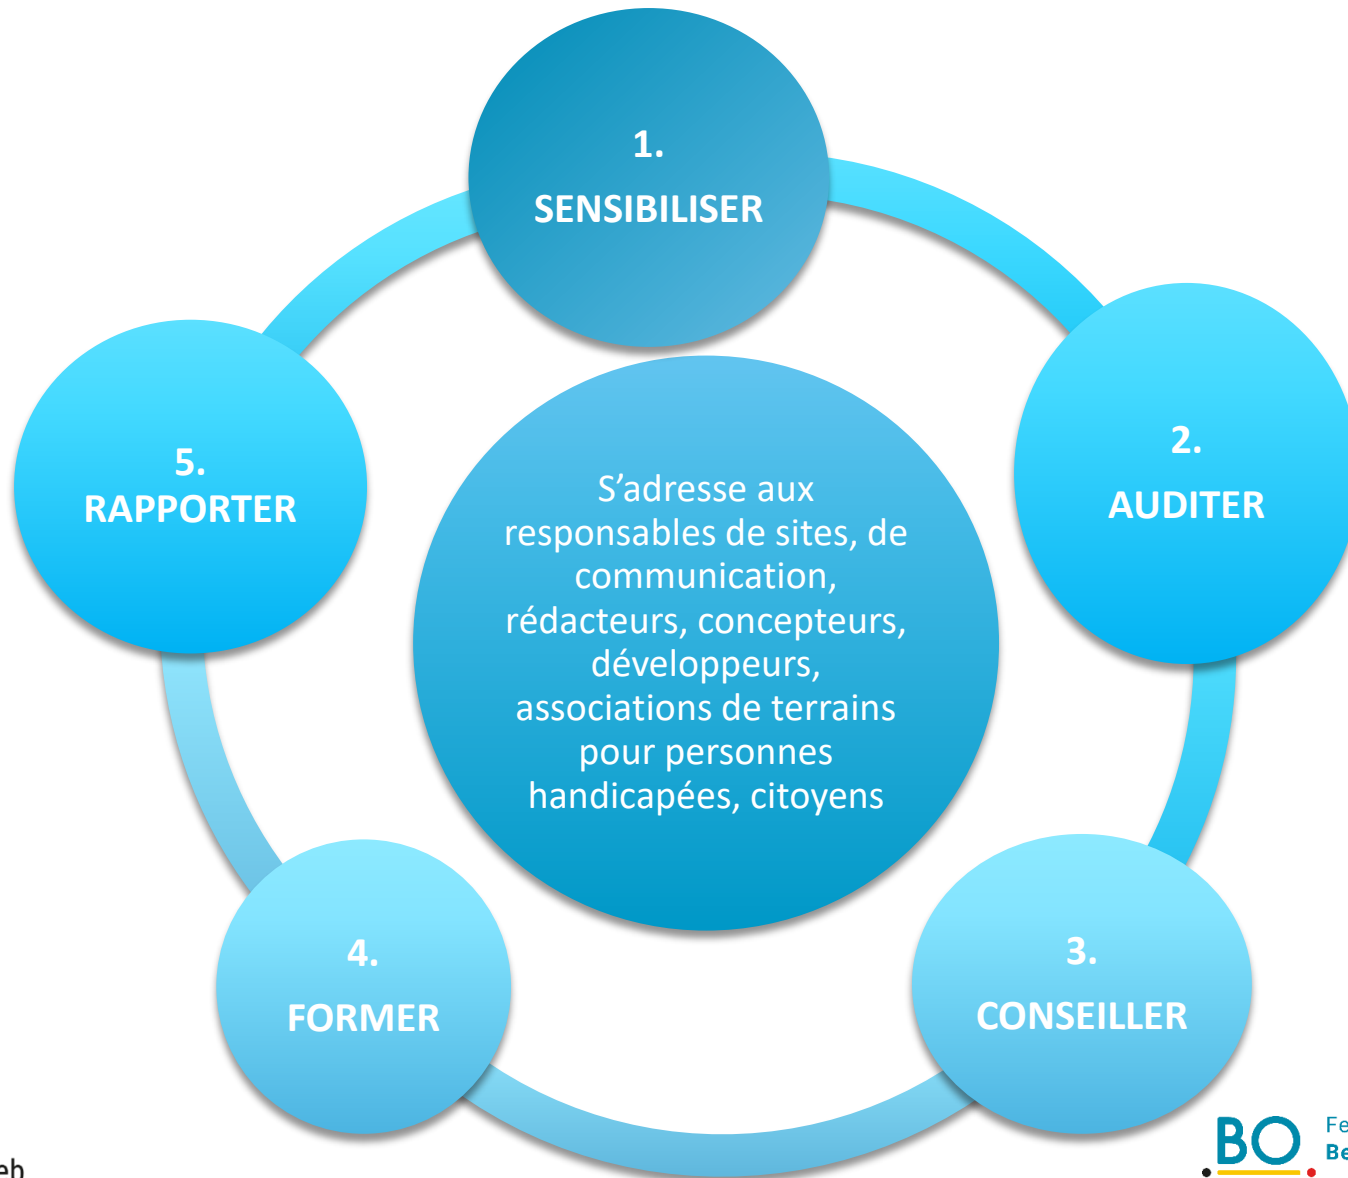 1.
SENSIBILISER
2.
AUDITER
5.
RAPPORTER
S’adresse aux
responsables de sites, de
communication,
rédacteurs, concepteurs,
développeurs,
associations de terrains
pour personnes
handicapées, citoyens
3.
CONSEILLER
4.
FORMER
BO